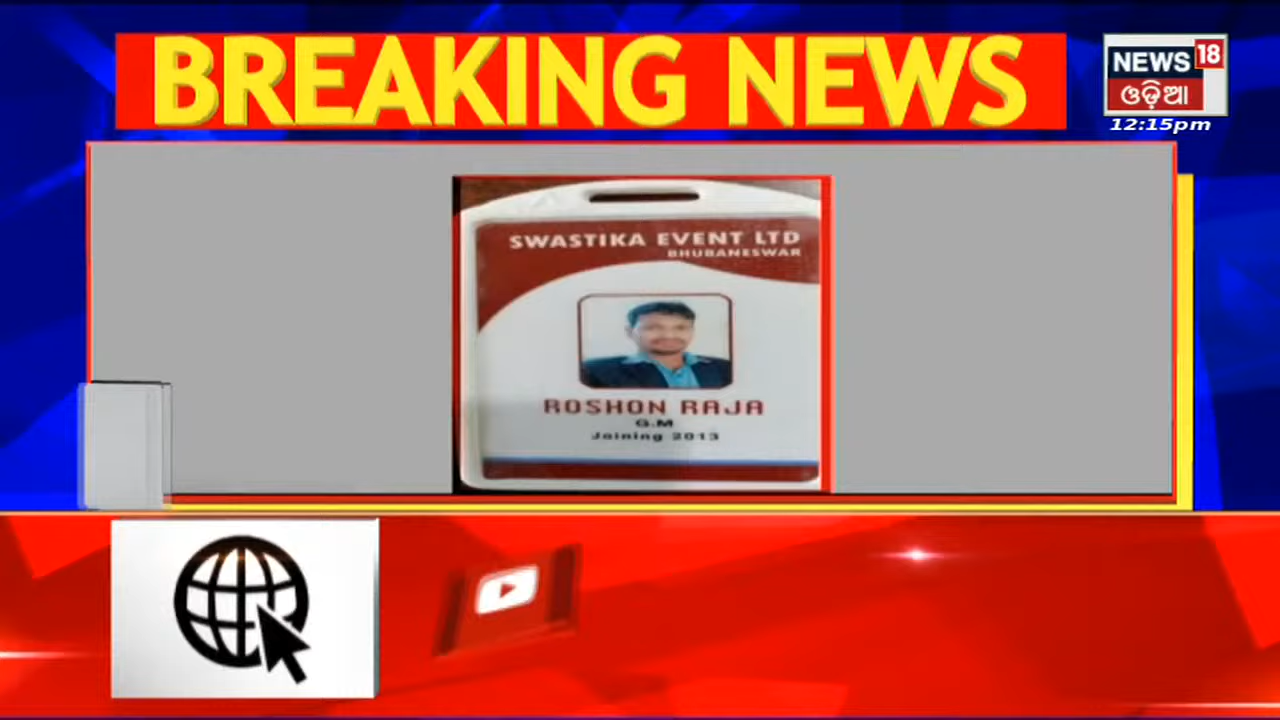 BREAKING NEWS
NEWS 18
ଓଡ଼ିଆ
12:15pm
SWASTIKA EVENT LTD
BHUBANESWAR
ROSHON RAJA
G.M
Joining 2013